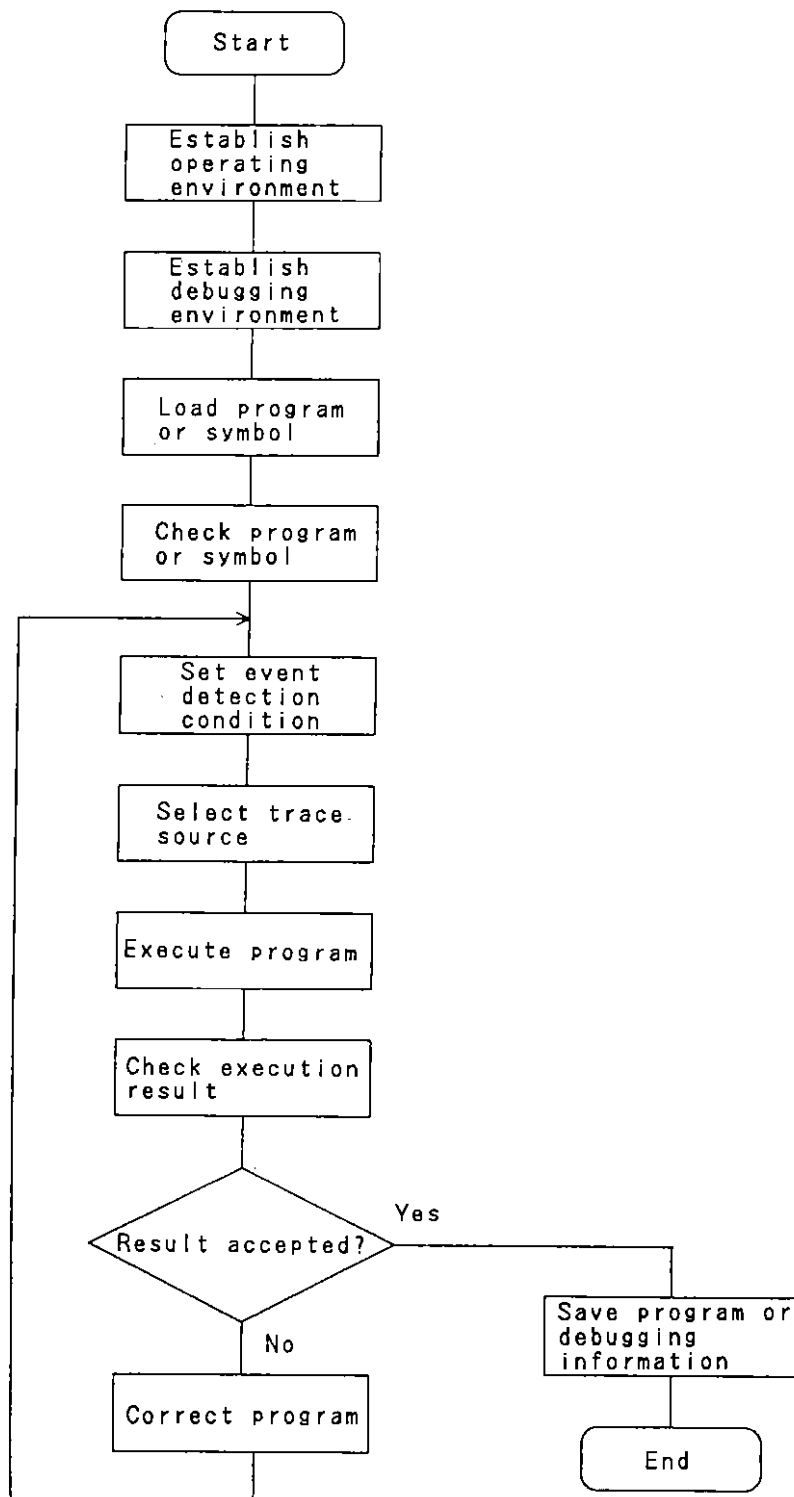 Start
Establish
operating
environment
Establish
debugging
environment
Load program
or symbol
Check program
or symbol
Set event
detection
condition
Select trace
source
Execute program
Check execution
result
Result accepted?
Yes
No
Save program or
debugging
information
Correct program
End